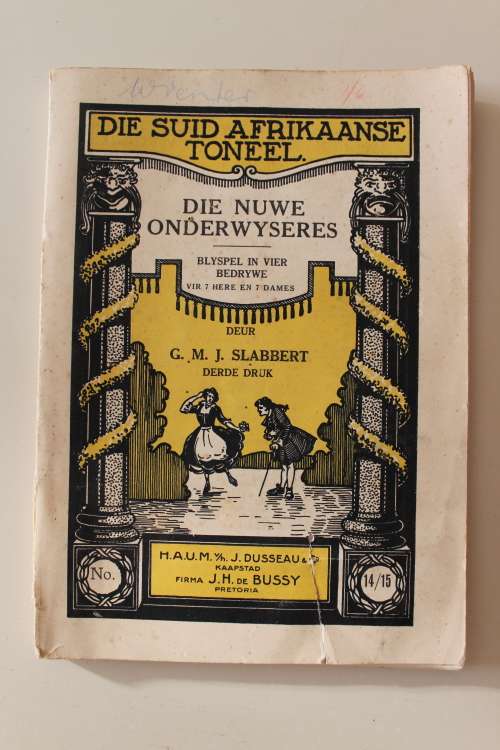 DIE SUID AFRIKAANSE
TONEEL.
DIE NUWE
ONDERWYSERES
BLYSPEL IN VIER
BEDRYWE
VIR 7 HERE EN 7 DAMES
DEUR
G. M. J. SLABBERT
DERDE DRUK
H.A.U.M. V/h. J. DUSSEAU & Co
KAAPSTAD
FIRMA J.H. DE BUSSY
PRETORIA
No.
14/15